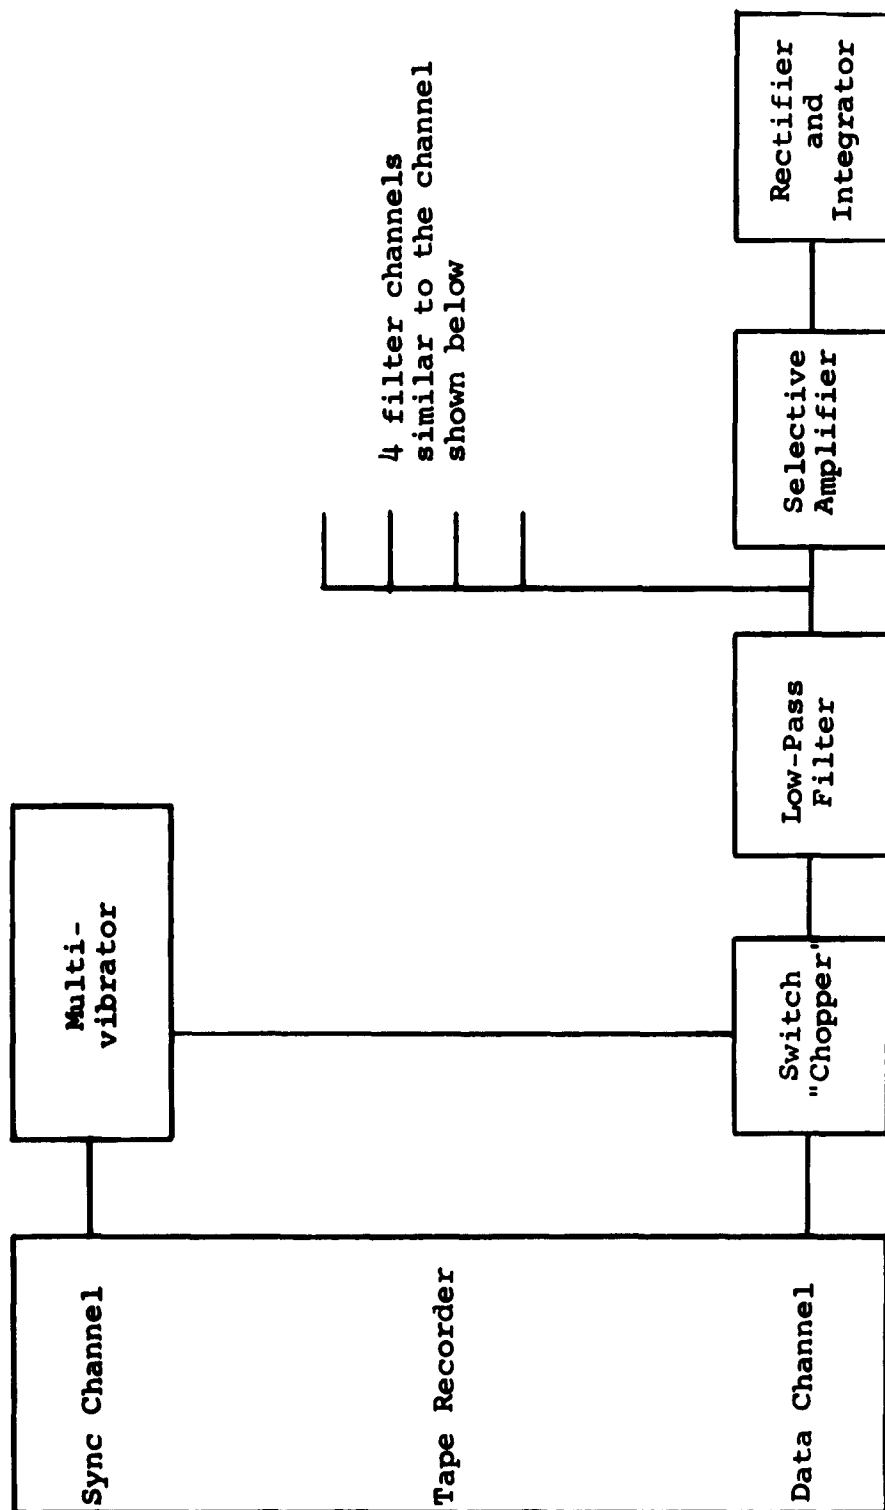 Sync Channel
Tape Recorder
Data Channel
Multi-
vibrator
Switch
"Chopper"
Low-Pass
Filter
4 filter channels
similar to the channel
shown below
Selective
Amplifier
Rectifier
and
Integrator